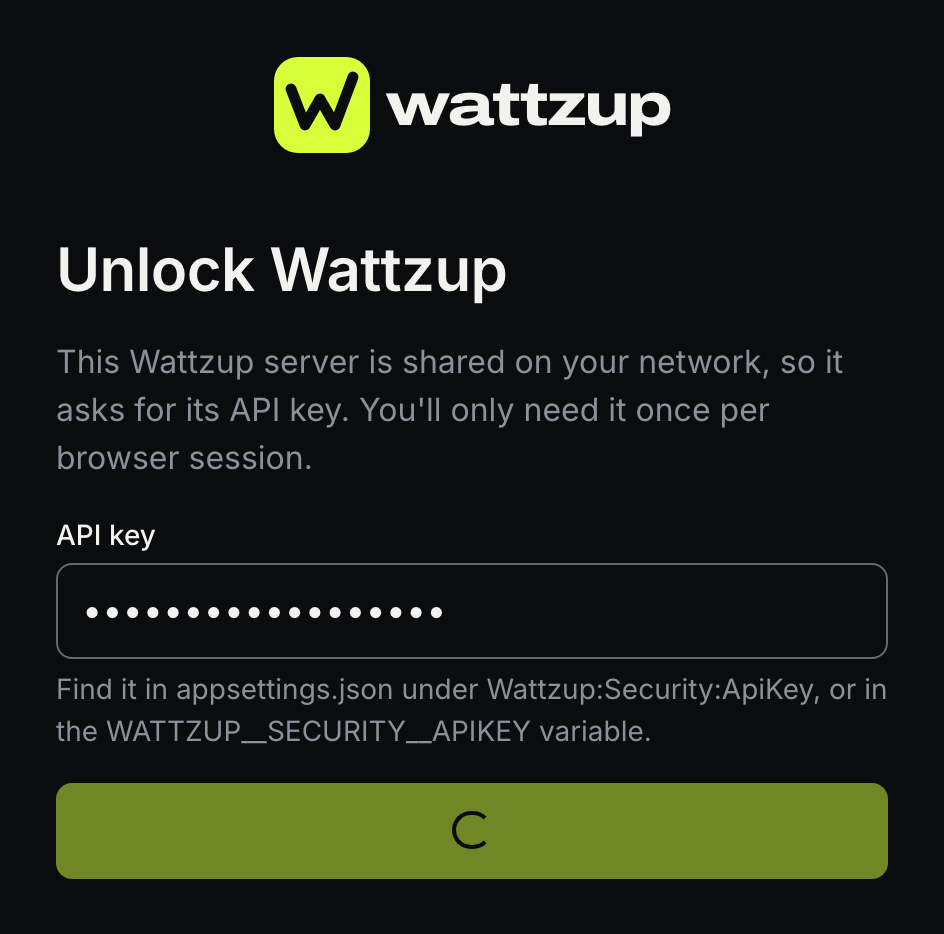 wattzup
Unlock Wattzup
This Wattzup server is shared on your network, so it
asks for its API key. You'll only need it once per
browser session.
API key
••••••••••••••••••
Find it in appsettings.json under Wattzup:Security:ApiKey, or in
the WATTZUP__SECURITY__APIKEY variable.